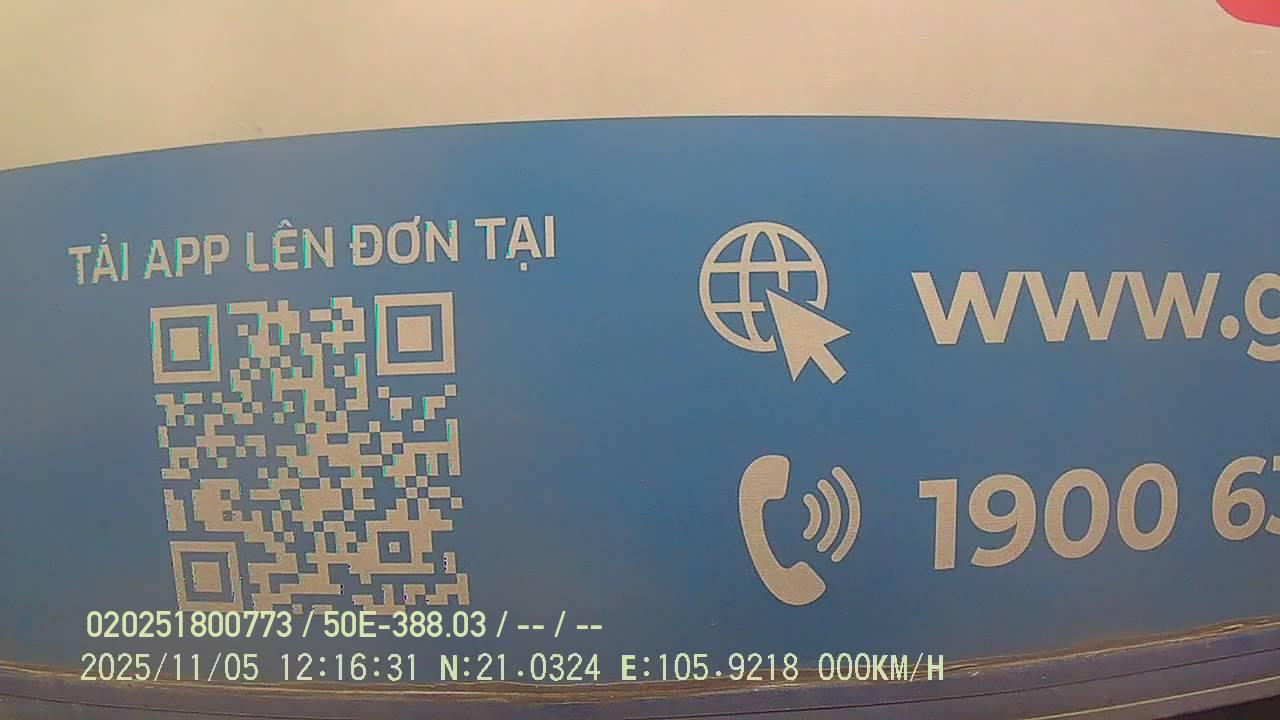 TẢI APP LÊN ĐƠN TẠI
www.g
1900 63
020251800773 / 50E-388.03 / -- / --
2025/11/05 12:16:31 N:21.0324 E:105.9218 000KM/H